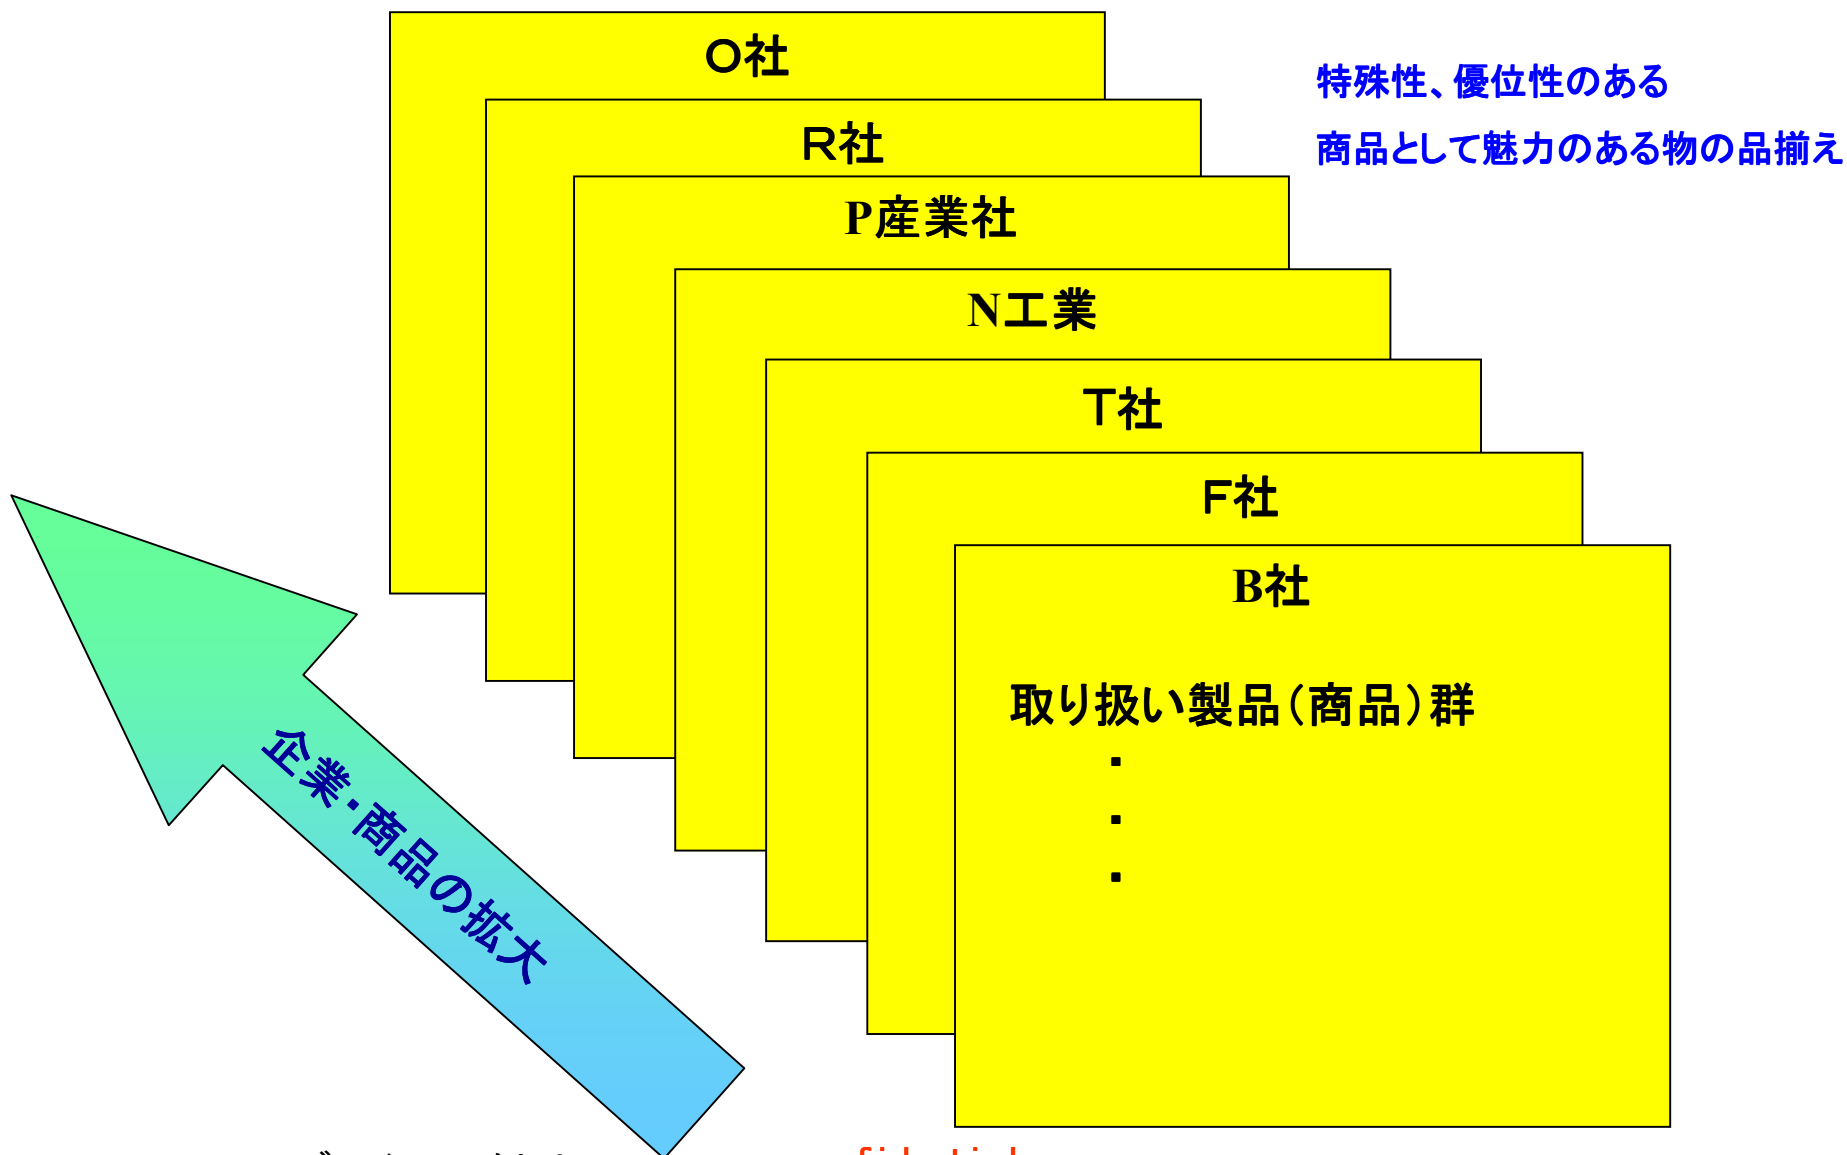 O社
特殊性、優位性のある
R社
商品として魅力のある物の品揃え
P産業社
N工業
T社
F社
B社
取り扱い製品（商品）群
・
・
・
企業・商品の拡大